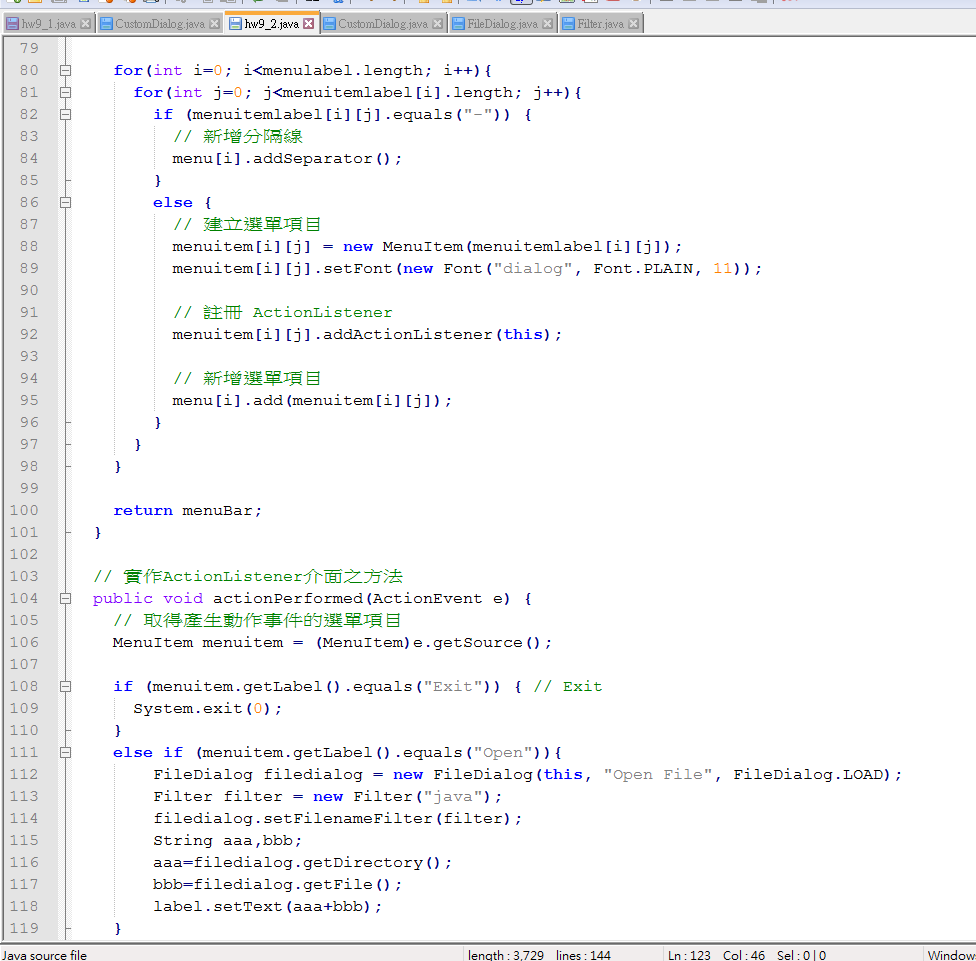 hw9_1.java CustomDialog.java hw9_2.java CustomDialog.java FileDialog.java Filter.java
79
80 for(int i=0; i<menulabel.length; i++){
81 for(int j=0; j<menuitemlabel[i].length; j++){
82 if (menuitemlabel[i][j].equals("-")) {
83 // 新增分隔線
84 menu[i].addSeparator();
85 }
86 else {
87 // 建立選單項目
88 menuitem[i][j] = new MenuItem(menuitemlabel[i][j]);
89 menuitem[i][j].setFont(new Font("dialog", Font.PLAIN, 11));
90
91 // 註冊 ActionListener
92 menuitem[i][j].addActionListener(this);
93
94 // 新增選單項目
95 menu[i].add(menuitem[i][j]);
96 }
97 }
98 }
99
100 return menuBar;
101 }
102
103 // 實作ActionListener介面之方法
104 public void actionPerformed(ActionEvent e) {
105 // 取得產生動作事件的選單項目
106 MenuItem menuitem = (MenuItem)e.getSource();
107
108 if (menuitem.getLabel().equals("Exit")) { // Exit
109 System.exit(0);
110 }
111 else if (menuitem.getLabel().equals("Open")){
112 FileDialog filedialog = new FileDialog(this, "Open File", FileDialog.LOAD);
113 Filter filter = new Filter("java");
114 filedialog.setFilenameFilter(filter);
115 String aaa,bbb;
116 aaa=filedialog.getDirectory();
117 bbb=filedialog.getFile();
118 label.setText(aaa+bbb);
119 }
Java source file length : 3,729 lines : 144 Ln : 123 Col : 46 Sel : 0 | 0 Window